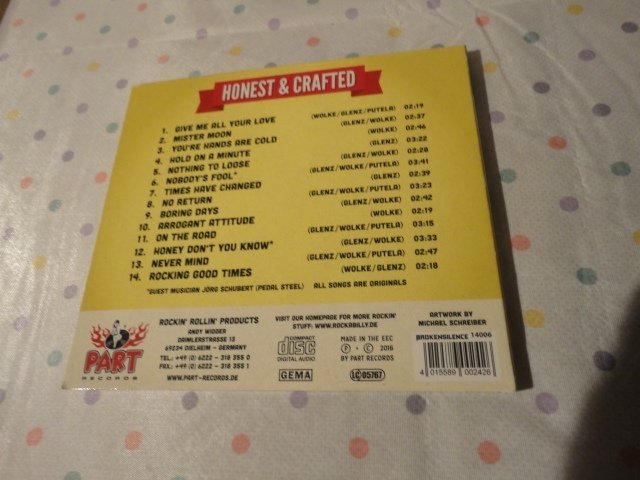 HONEST & CRAFTED
1. GIVE ME ALL YOUR LOVE (WOLKE/GLENZ/PUTELA) 02:19
2. MISTER MOON (GLENZ/WOLKE) 02:37
3. YOU'RE HANDS ARE COLD (WOLKE) 02:46
4. HOLD ON A MINUTE (GLENZ) 03:22
5. NOTHING TO LOOSE (GLENZ/WOLKE) 02:28
6. NOBODY'S FOOL* (GLENZ/WOLKE/PUTELA) 03:41
7. TIMES HAVE CHANGED (GLENZ) 02:39
8. NO RETURN (GLENZ/WOLKE/PUTELA) 03:23
9. BORING DAYS (GLENZ/WOLKE) 02:42
10. ARROGANT ATTITUDE (WOLKE) 02:19
11. ON THE ROAD (GLENZ/WOLKE/PUTELA) 03:15
12. HONEY DON'T YOU KNOW* (GLENZ/WOLKE) 03:33
13. NEVER MIND (GLENZ/WOLKE/PUTELA) 02:47
14. ROCKING GOOD TIMES (WOLKE/GLENZ) 02:18
*GUEST MUSICIAN JÖRG SCHUBERT (PEDAL STEEL) ALL SONGS ARE ORIGINALS
PART
RECORDS
ROCKIN' ROLLIN' PRODUCTS
ANDY WIDDER
DAIMLERSTRASSE 13
69234 DIELHEIM - GERMANY
TEL: +49 (0) 6222 - 318 355 0
FAX: +49 (0) 6222 - 318 355 1
WWW.PART-RECORDS.DE
VISIT OUR HOMEPAGE FOR MORE ROCKIN'
STUFF: WWW.ROCKABILLY.DE
COMPACT
disc
DIGITAL AUDIO
GEMA
MADE IN THE EEC
℗ - © - 2016
BY PART RECORDS
LC 05767
ARTWORK BY
MICHAEL SCHREIBER
BROKENSILENCE 14006
4 015589 002426